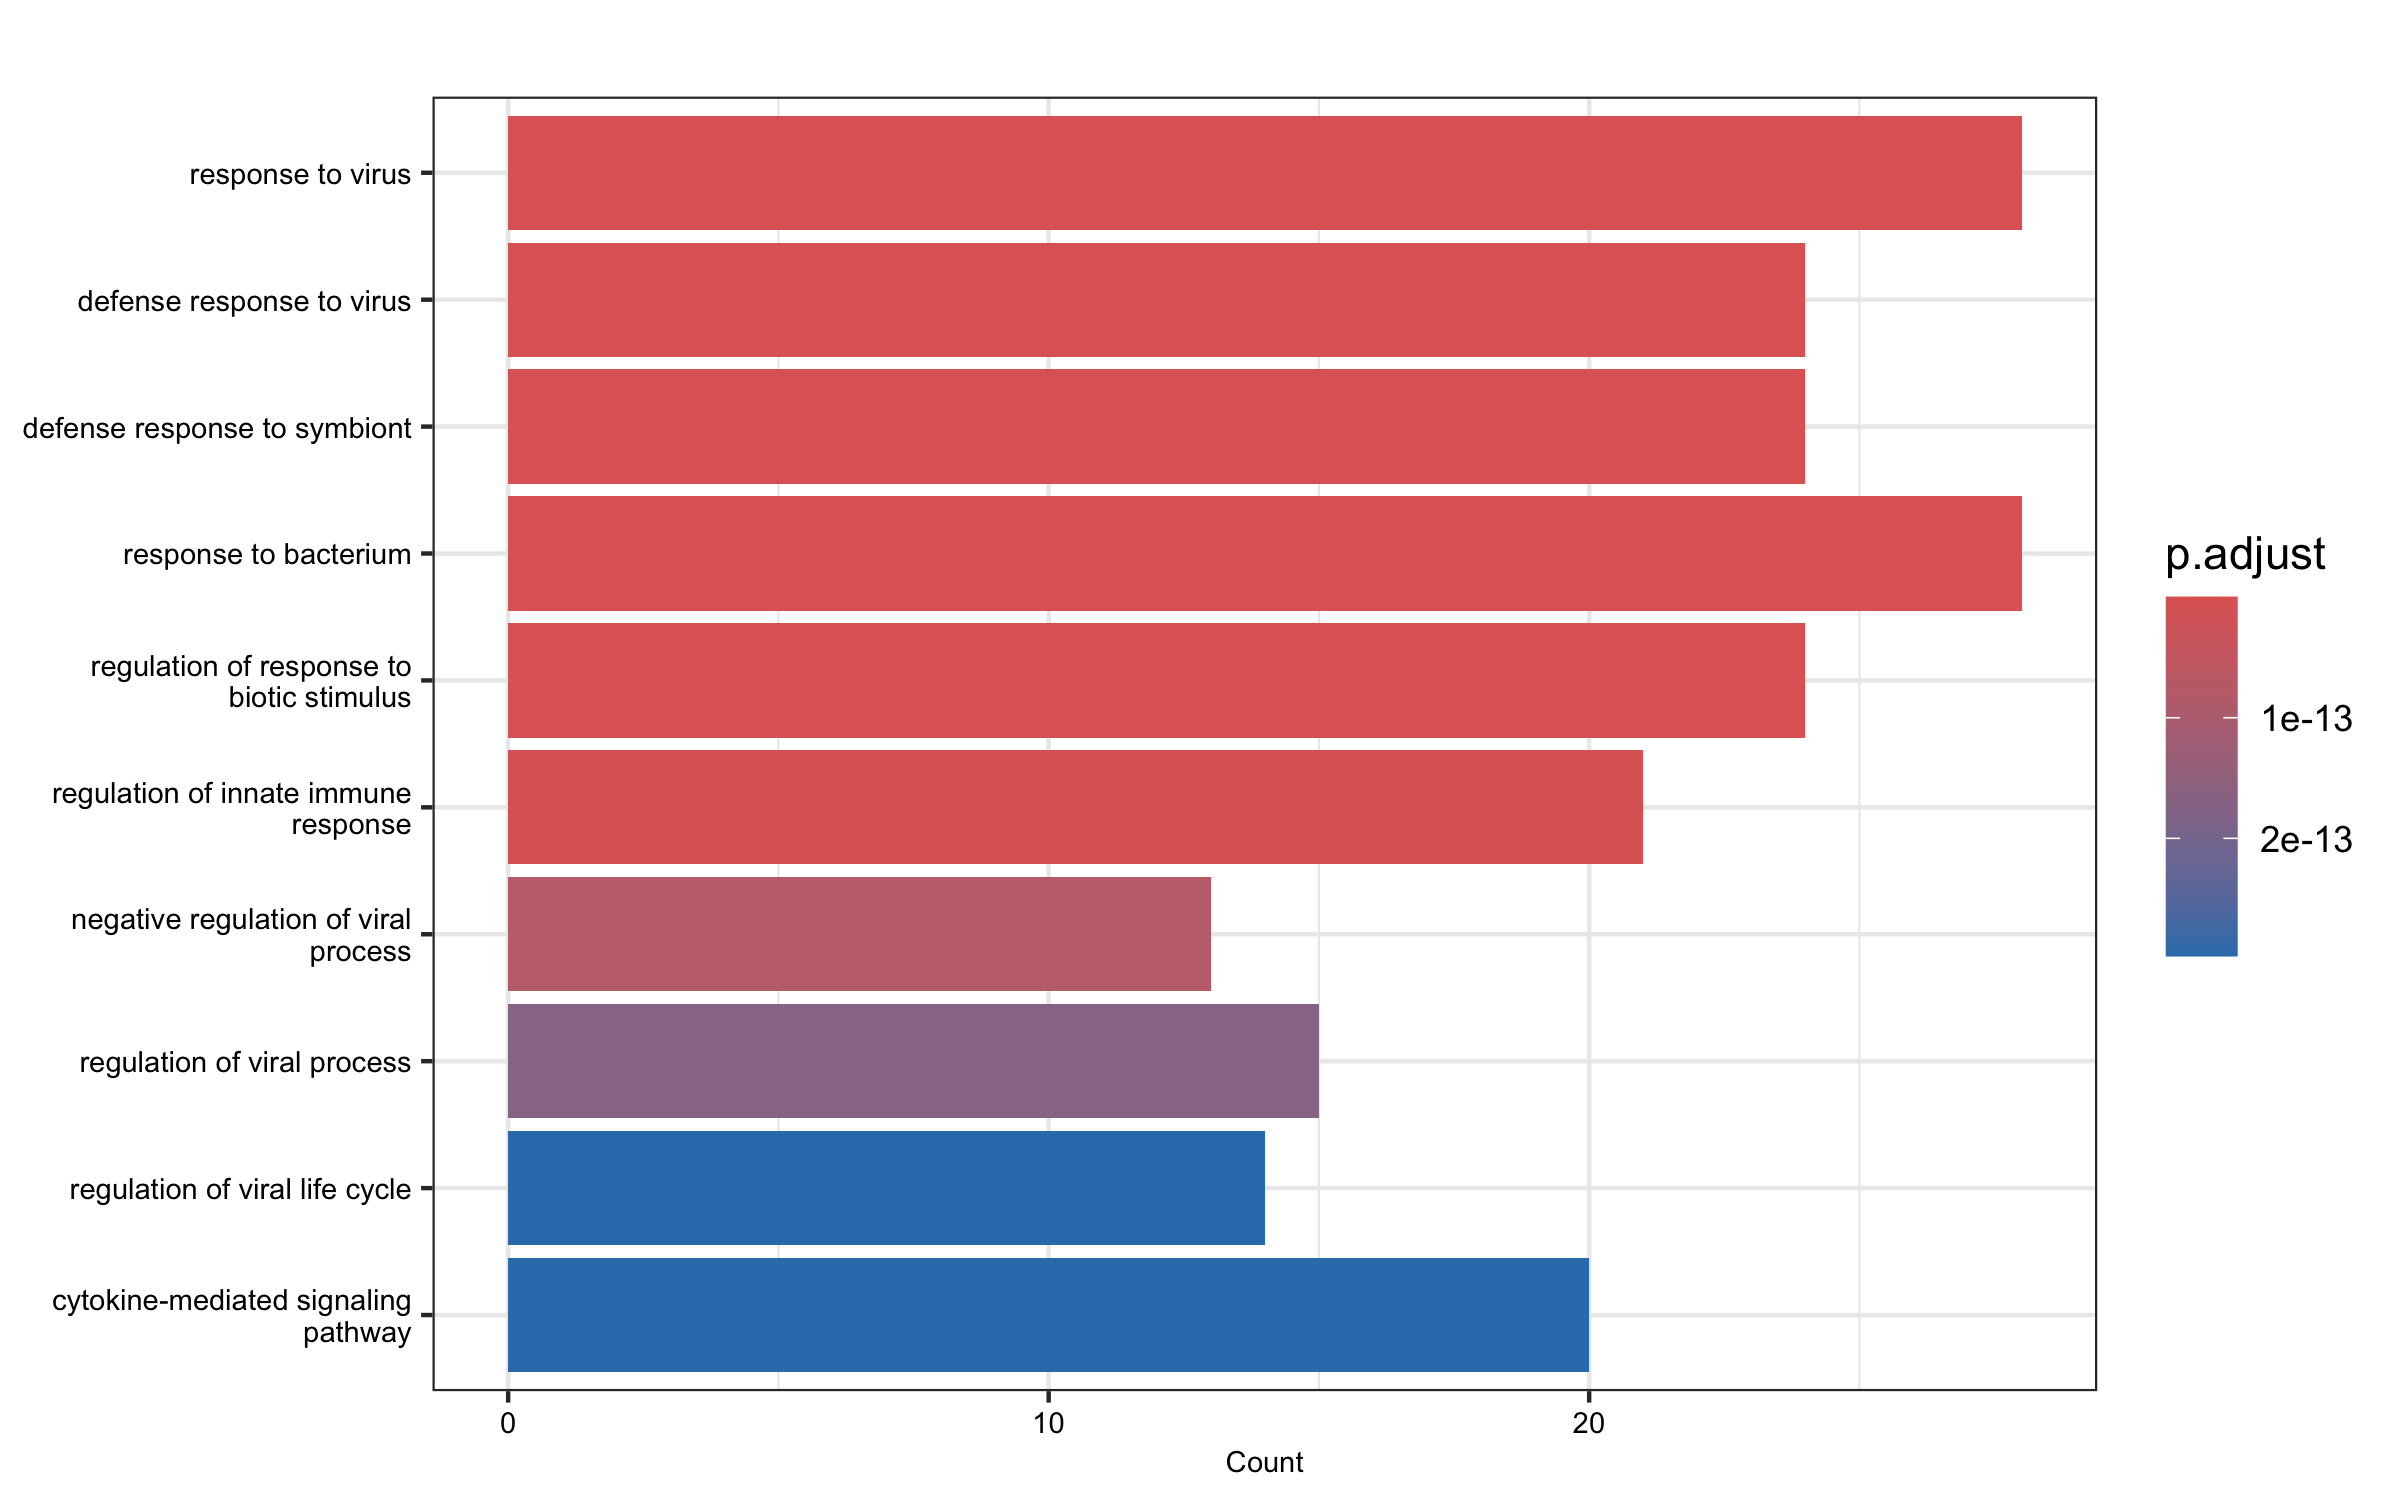 response to virus
defense response to virus
defense response to symbiont
response to bacterium
regulation of response to
biotic stimulus
regulation of innate immune
response
negative regulation of viral
process
regulation of viral process
regulation of viral life cycle
cytokine-mediated signaling
pathway
0
10
20
Count
p.adjust
1e-13
2e-13